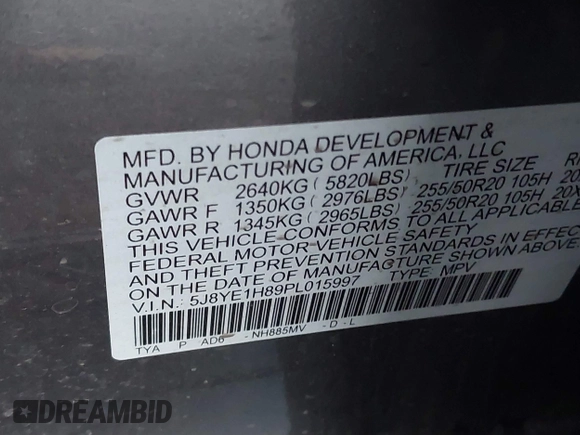 MFD. BY HONDA DEVELOPMENT &
MANUFACTURING OF AMERICA, LLC
TIRE SIZE
GVWR 2640KG (5820LBS)
GAWR F 1350KG (2976LBS) 255/50R20 105H
GAWR R 1345KG (2965LBS) 255/50R20 105H
THIS VEHICLE CONFORMS TO ALL APPLICABLE
FEDERAL MOTOR VEHICLE SAFETY
AND THEFT PREVENTION STANDARDS IN EFFEC
ON THE DATE OF MANUFACTURE SHOWN ABOVE
V.I.N.: 5J8YE1H89PL015997 TYPE: MPV
TYA P AD6 - NH885MV - D - L
DREAMBID